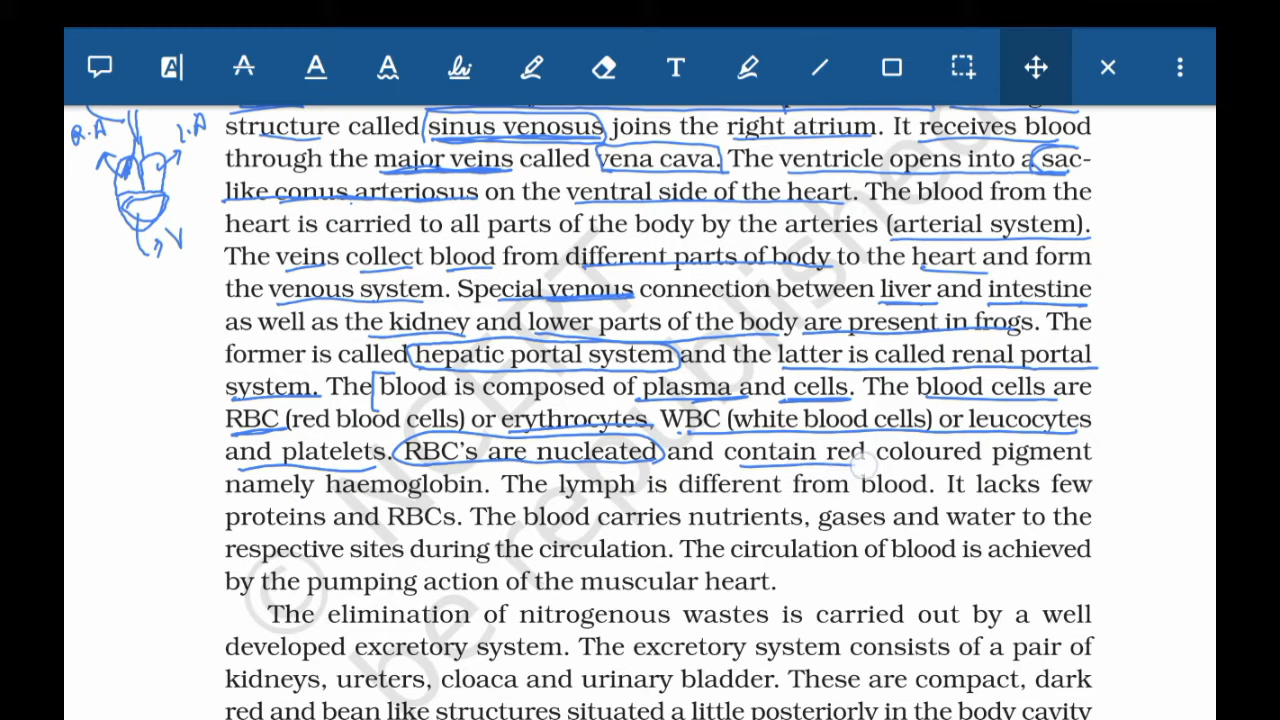 R.A
L.A
V
structure called sinus venosus joins the right atrium. It receives blood
through the major veins called vena cava. The ventricle opens into a sac-
like conus arteriosus on the ventral side of the heart. The blood from the
heart is carried to all parts of the body by the arteries (arterial system).
The veins collect blood from different parts of body to the heart and form
the venous system. Special venous connection between liver and intestine
as well as the kidney and lower parts of the body are present in frogs. The
former is called hepatic portal system and the latter is called renal portal
system. The blood is composed of plasma and cells. The blood cells are
RBC (red blood cells) or erythrocytes, WBC (white blood cells) or leucocytes
and platelets. RBC's are nucleated and contain red coloured pigment
namely haemoglobin. The lymph is different from blood. It lacks few
proteins and RBCs. The blood carries nutrients, gases and water to the
respective sites during the circulation. The circulation of blood is achieved
by the pumping action of the muscular heart.
The elimination of nitrogenous wastes is carried out by a well
developed excretory system. The excretory system consists of a pair of
kidneys, ureters, cloaca and urinary bladder. These are compact, dark
red and bean like structures situated a little posteriorly in the body cavity
© NCERT
be republished